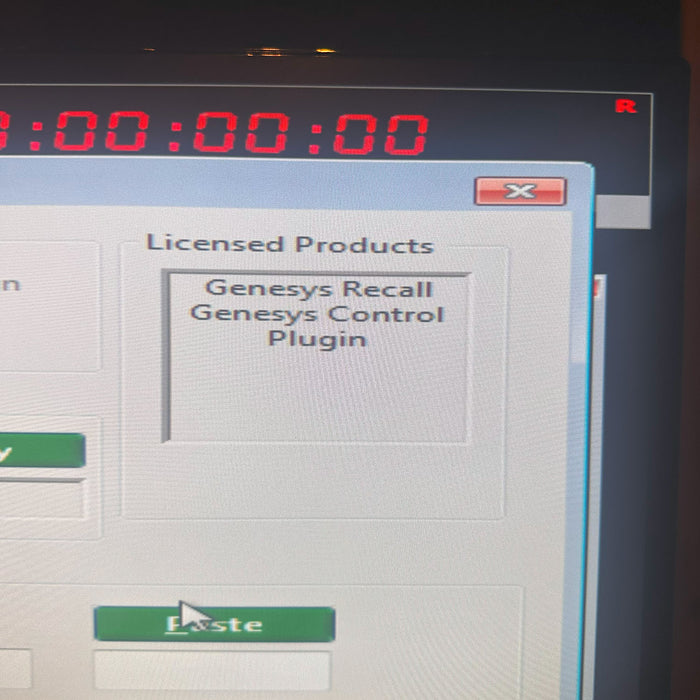 :00:00:00
R
Licensed Products
n
Genesys Recall
Genesys Control
Plugin
y
Paste